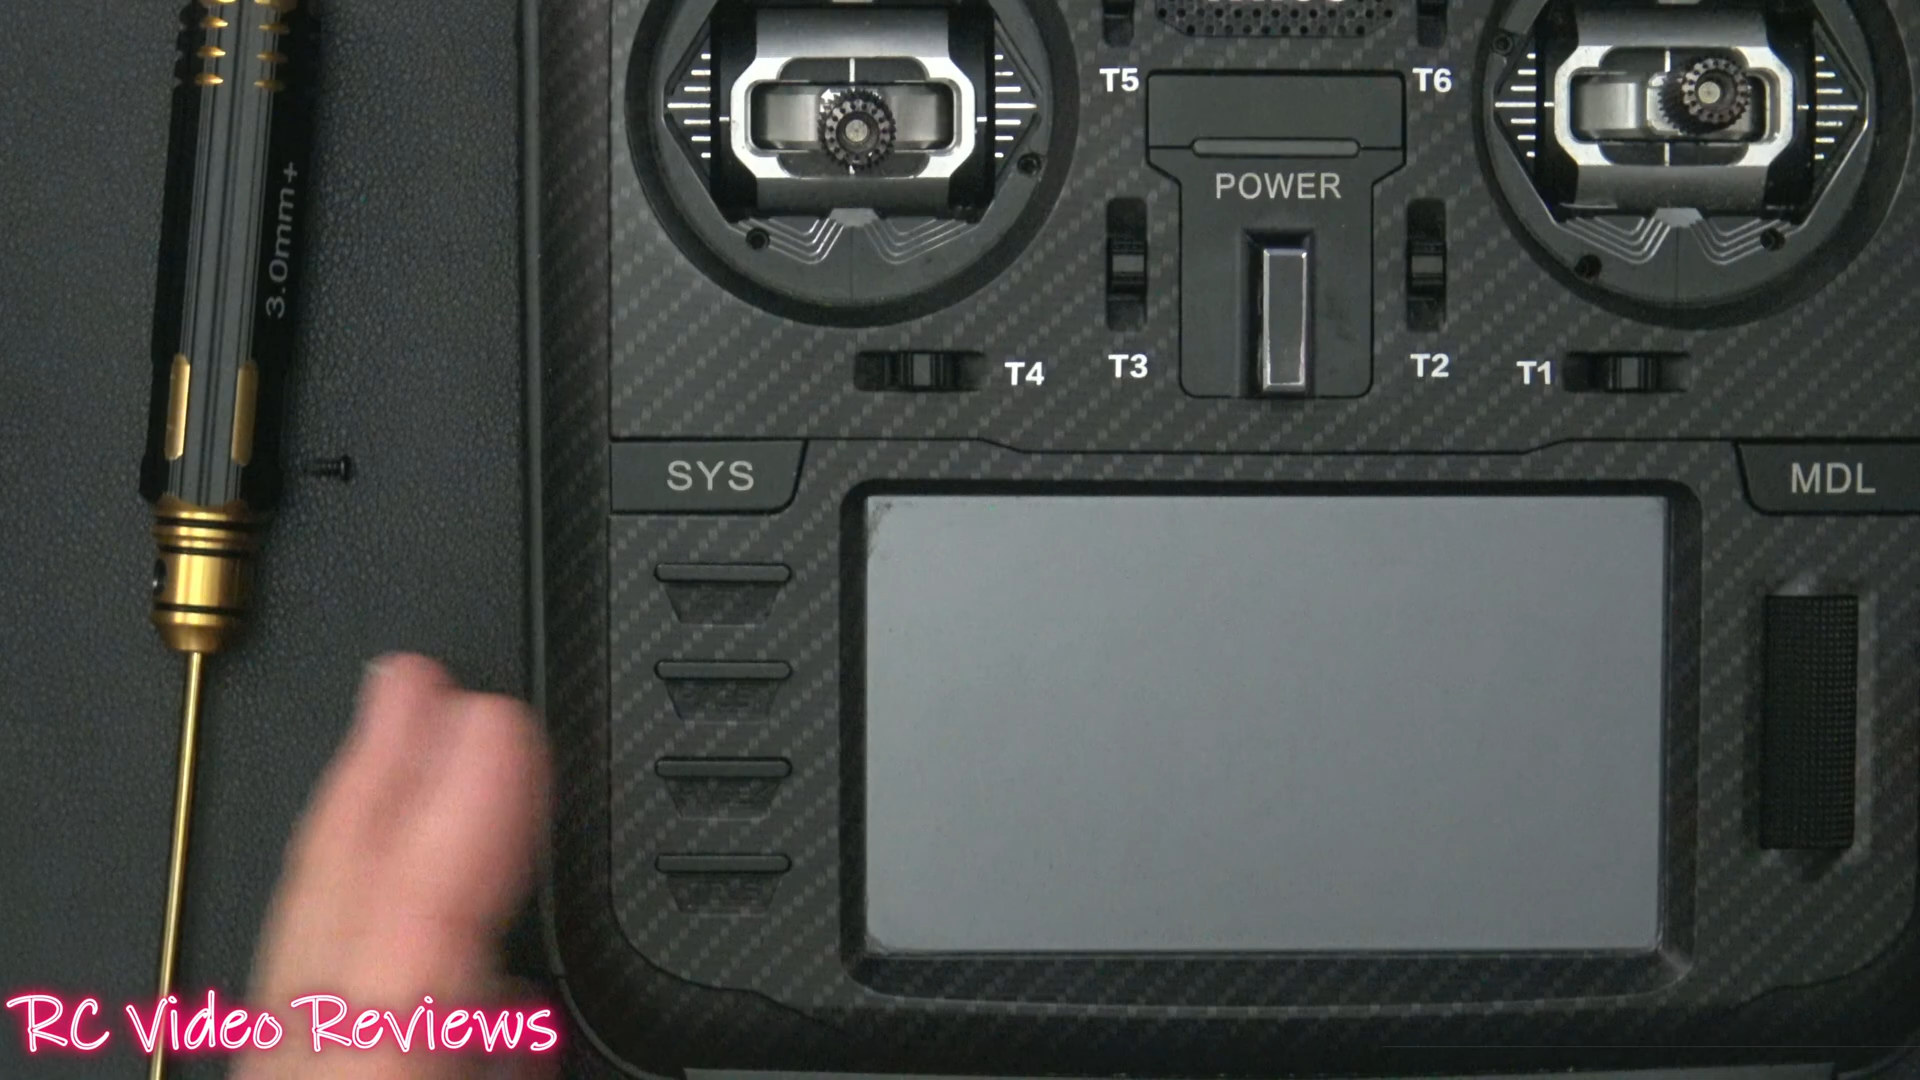 T5
T6
POWER
3.0mm+
T4
T3
T2
T1
SYS
MDL
RC Video Reviews